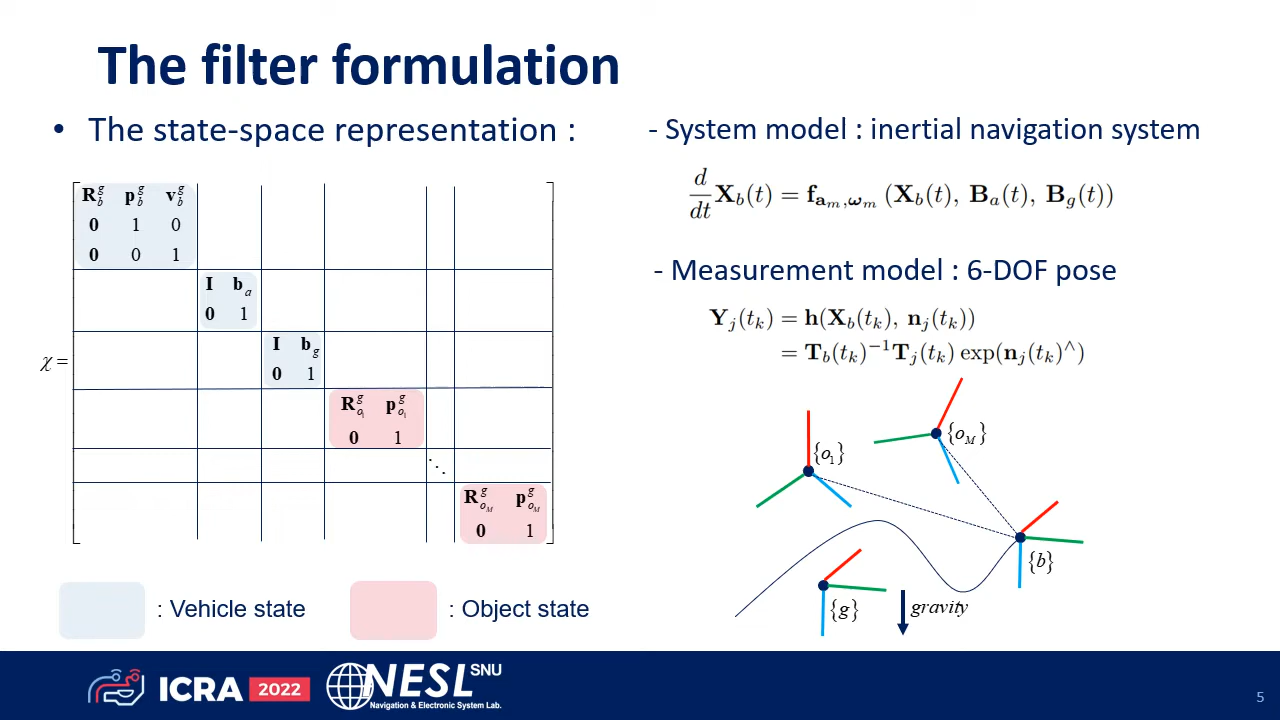 The filter formulation
• The state-space representation :
χ =
R_b^g p_b^g v_b^g
0 1 0
0 0 1
I b_a
0 1
I b_g
0 1
R_{o_1}^g p_{o_1}^g
0 1
⋱
R_{o_M}^g p_{o_M}^g
0 1
: Vehicle state
: Object state
- System model : inertial navigation system
d/dt X_b(t) = f_{a_m,ω_m} (X_b(t), B_a(t), B_g(t))
- Measurement model : 6-DOF pose
Y_j(t_k) = h(X_b(t_k), n_j(t_k))
= T_b(t_k)^{−1} T_j(t_k) exp(n_j(t_k)^∧)
{o_1}
{o_M}
{b}
{g}
gravity
ICRA 2022
NESL SNU
Navigation & Electronic System Lab.
5